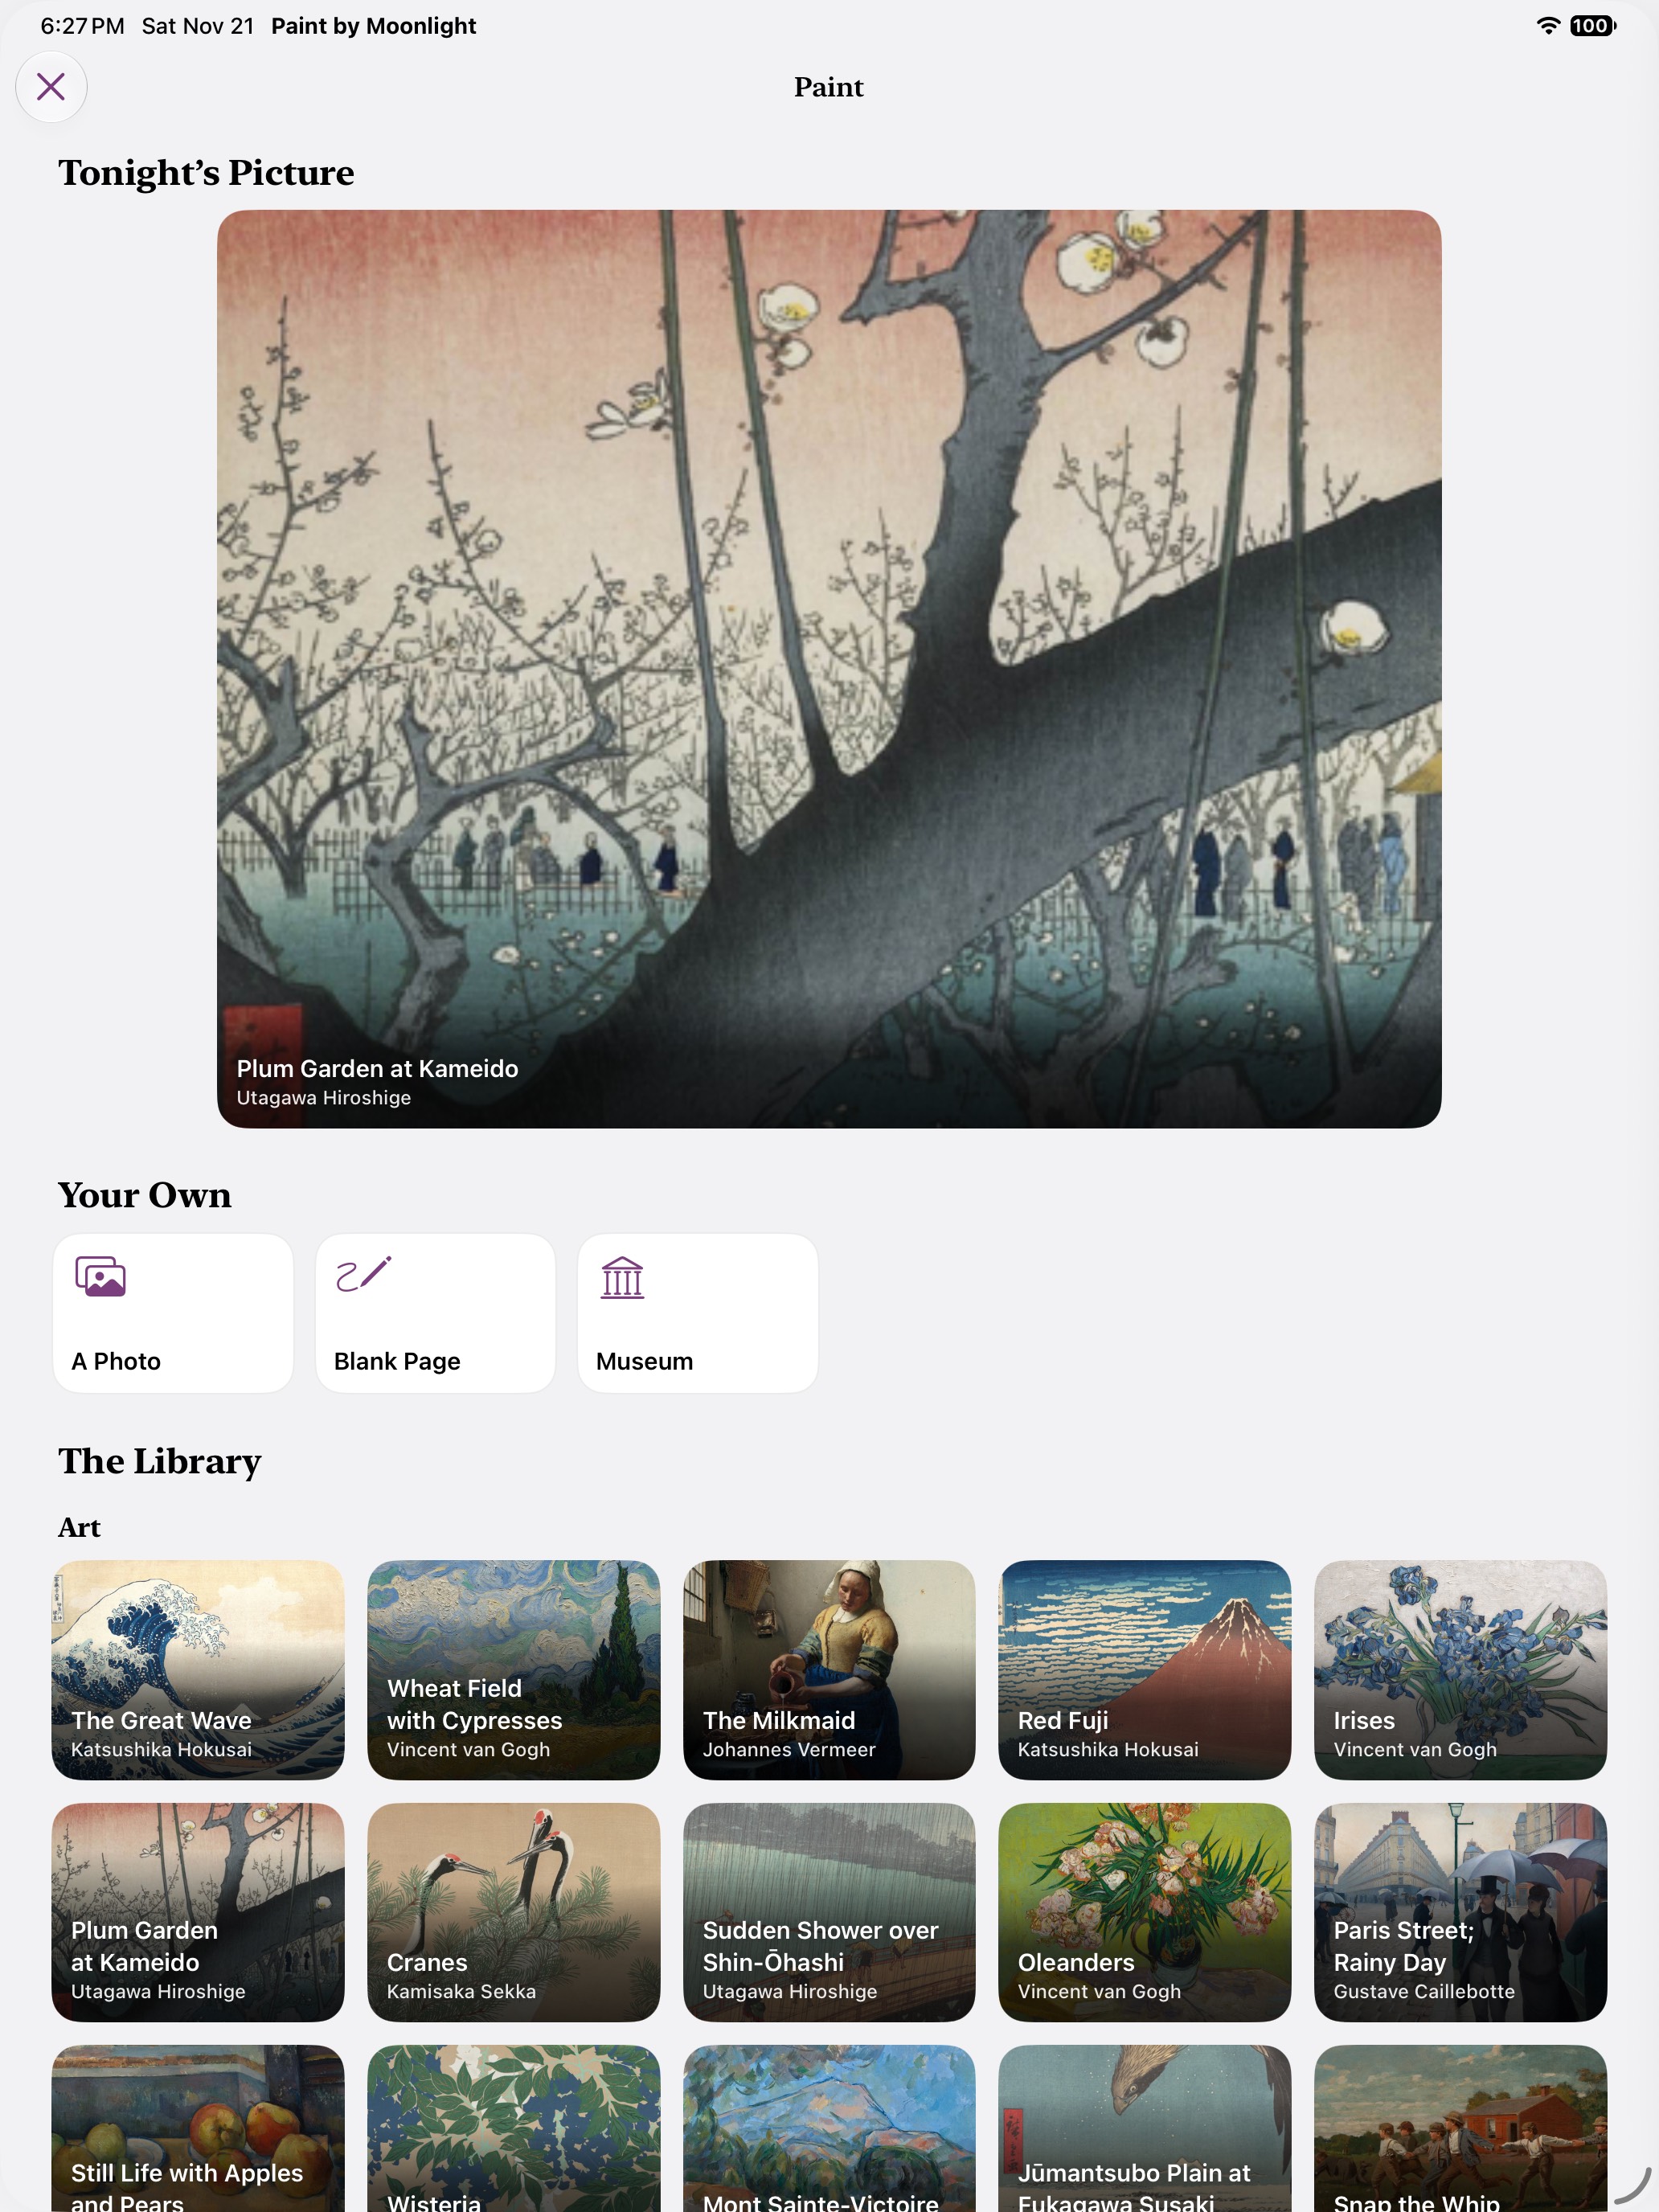 6:27 PM Sat Nov 21 Paint by Moonlight
100
Paint
Tonight’s Picture
Plum Garden at Kameido
Utagawa Hiroshige
Your Own
A Photo
Blank Page
Museum
The Library
Art
The Great Wave
Katsushika Hokusai
Wheat Field
with Cypresses
Vincent van Gogh
The Milkmaid
Johannes Vermeer
Red Fuji
Katsushika Hokusai
Irises
Vincent van Gogh
Plum Garden
at Kameido
Utagawa Hiroshige
Cranes
Kamisaka Sekka
Sudden Shower over
Shin-Ōhashi
Utagawa Hiroshige
Oleanders
Vincent van Gogh
Paris Street;
Rainy Day
Gustave Caillebotte
Still Life with Apples
and Pears
Wisteria
Mont Sainte-Victoire
Jūmantsubo Plain at
Fukagawa Susaki
Snap the Whip